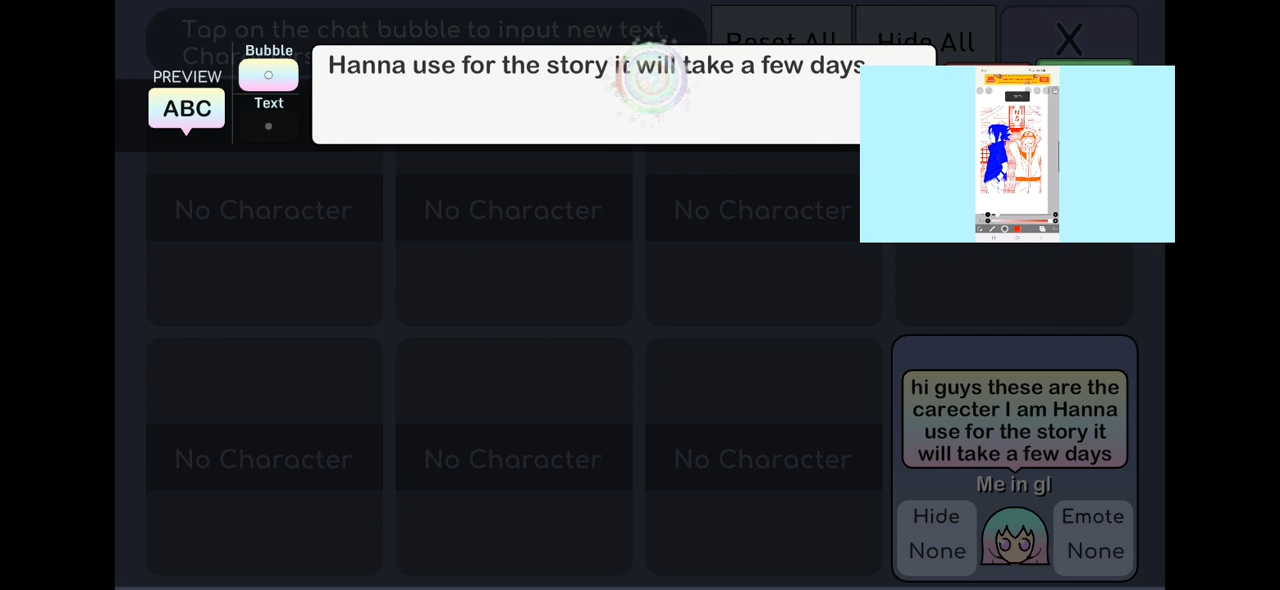 Tap on the chat bubble to input new text.
Reset All
Hide All
X
PREVIEW
ABC
Bubble
Text
Hanna use for the story it will take a few days
No Character
No Character
No Character
No Character
No Character
No Character
hi guys these are the
carecter I am Hanna
use for the story it
will take a few days
Me in gl
Hide
None
Emote
None